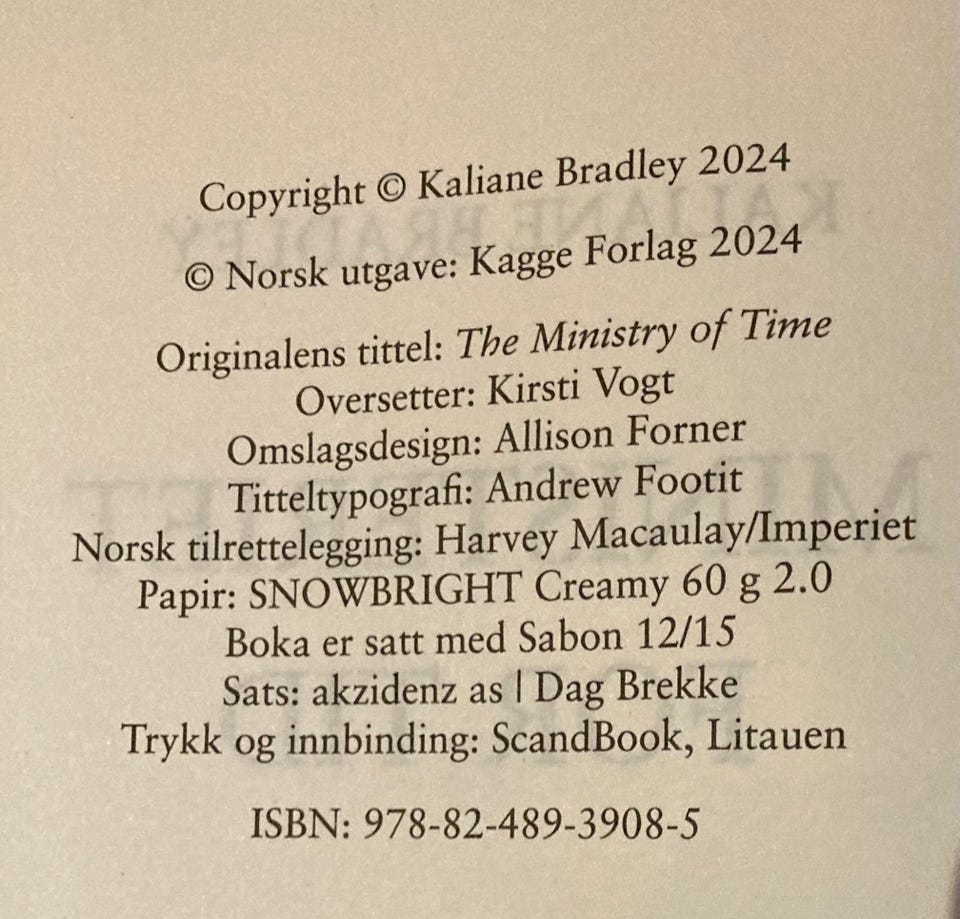 Copyright © Kaliane Bradley 2024
© Norsk utgave: Kagge Forlag 2024
Originalens tittel: The Ministry of Time
Oversetter: Kirsti Vogt
Omslagsdesign: Allison Forner
Titteltypografi: Andrew Footit
Norsk tilrettelegging: Harvey Macaulay/Imperiet
Papir: SNOWBRIGHT Creamy 60 g 2.0
Boka er satt med Sabon 12/15
Sats: akzidenz as | Dag Brekke
Trykk og innbinding: ScandBook, Litauen
ISBN: 978-82-489-3908-5